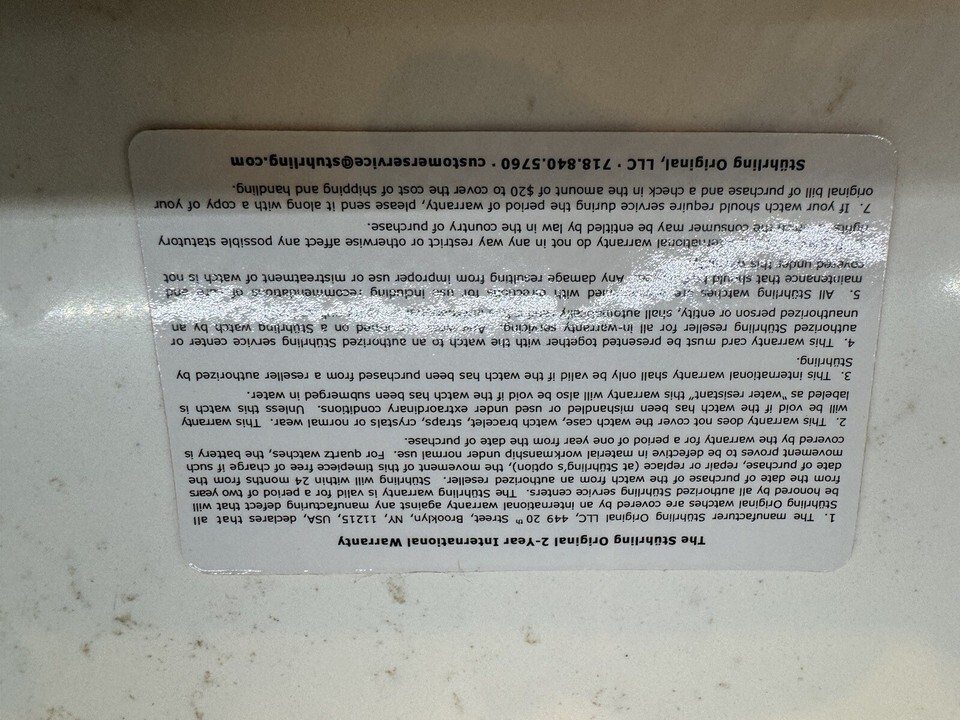 The Stührling Original 2-Year International Warranty
1. The manufacturer Stührling Original LLC, 449 20 th Street, Brooklyn, NY, 11215, USA, declares that all
Stührling Original watches are covered by an international warranty against any manufacturing defect that will
be honored by all authorized Stührling service centers. The Stührling warranty is valid for a period of two years
from the date of purchase of the watch from an authorized reseller. Stührling will within 24 months from the
date of purchase, repair or replace (at Stührling's option), the movement of this timepiece free of charge if such
movement proves to be defective in material workmanship under normal use. For quartz watches, the battery is
covered by the warranty for a period of one year from the date of purchase.
2. This warranty does not cover the watch case, watch bracelet, straps, crystals or normal wear. This warranty
will be void if the watch has been mishandled or used under extraordinary conditions. Unless this watch is
labeled as "water resistant" this warranty will also be void if the watch has been submerged in water.
3. This international warranty shall only be valid if the watch has been purchased from a reseller authorized by
Stührling.
4. This warranty card must be presented together with the watch to an authorized Stührling service center or
authorized Stührling reseller for all in-warranty servicing. Any on a Stührling watch by an
unauthorized person or entity, shall automatically
5. All Stührling watches are with directions for use including recommendations of care and
maintenance that should Any damage resulting from improper use or mistreatment of watch is not
covered under this
warranty do not in any way restrict or otherwise affect any possible statutory
rights the consumer may be entitled by law in the country of purchase.
7. If your watch should require service during the period of warranty, please send it along with a copy of your
original bill of purchase and a check in the amount of $20 to cover the cost of shipping and handling.
Stührling Original, LLC · 718.840.5760 · customerservice@stuhrling.com